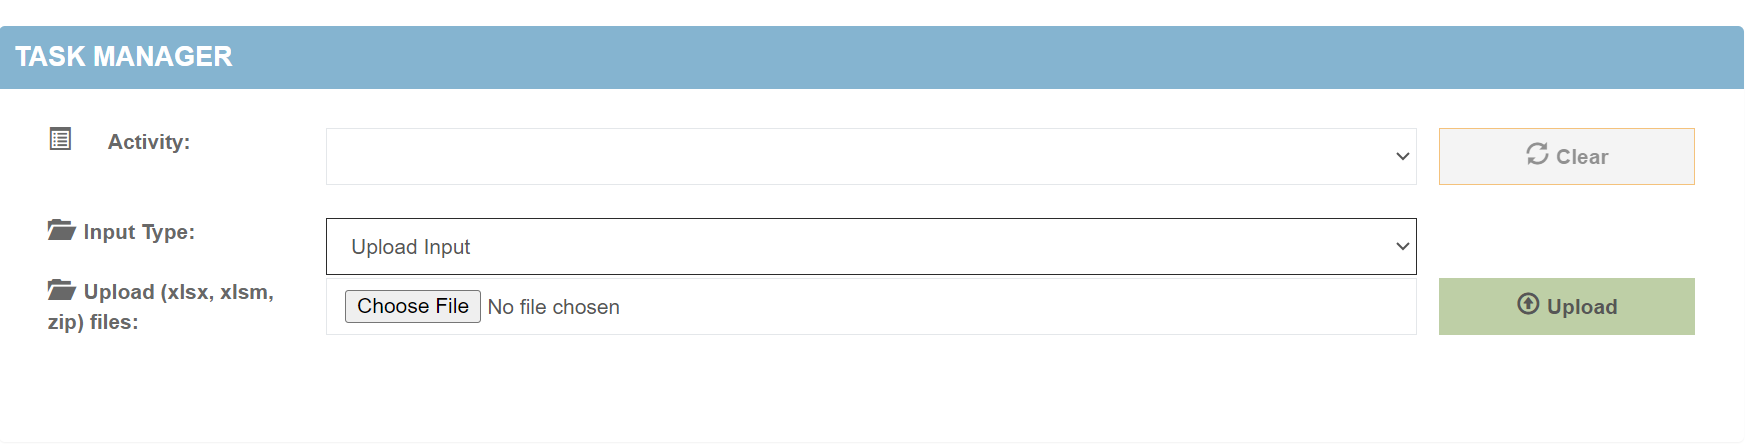 TASK MANAGER
Activity:
Clear
Input Type:
Upload Input
Upload (xlsx, xlsm,
zip) files:
Choose File No file chosen
Upload